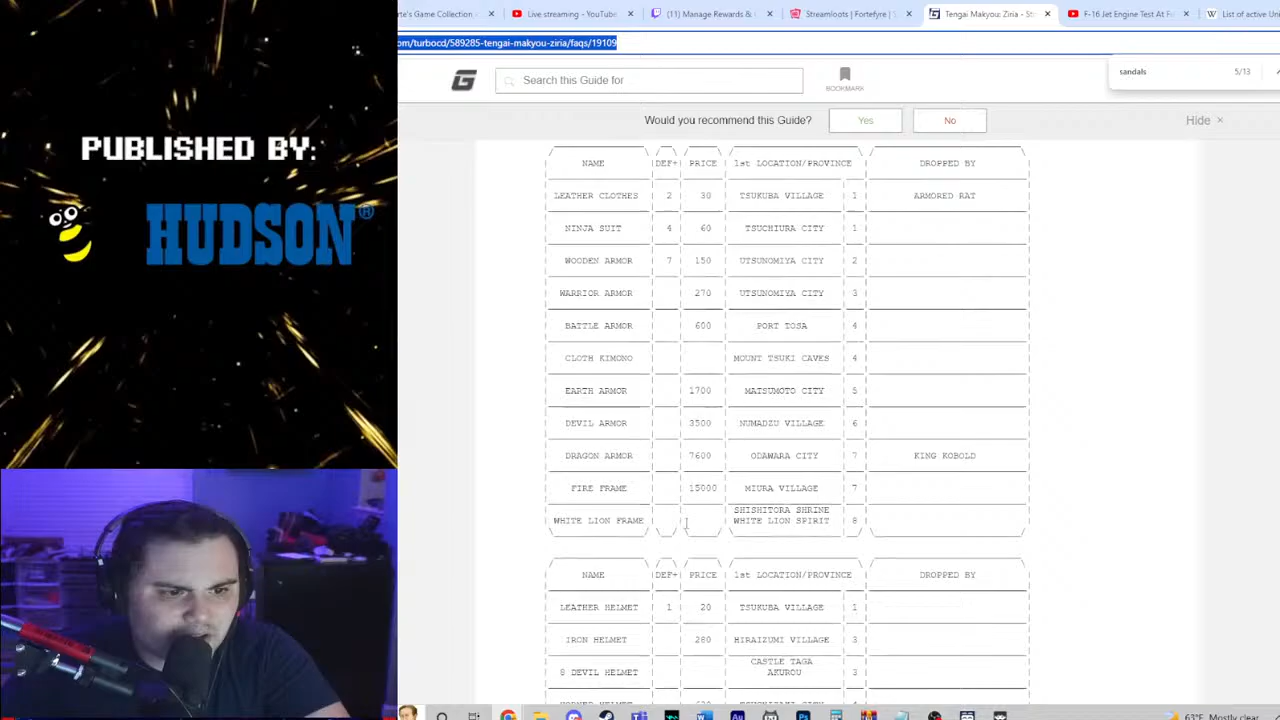 rte's Game Collection
Live streaming - YouTube
(11) Manage Rewards &
Streambots | Fortefyre |
Tengai Makyou: Ziria - St
F-1 Jet Engine Test At F
List of active Un
om/turbocd/589285-tengai-makyou-ziria/faqs/19109
sandals 5/13
Search this Guide for
BOOKMARK
Would you recommend this Guide? Yes No Hide ×
PUBLISHED BY:
HUDSON®
NAME DEF+ PRICE 1st LOCATION/PROVINCE DROPPED BY
LEATHER CLOTHES 2 30 TSUKUBA VILLAGE 1 ARMORED RAT
NINJA SUIT 4 60 TSUCHIURA CITY 1
WOODEN ARMOR 7 150 UTSUNOMIYA CITY 2
WARRIOR ARMOR 270 UTSUNOMIYA CITY 3
BATTLE ARMOR 600 PORT TOSA 4
CLOTH KIMONO MOUNT TSUKI CAVES 4
EARTH ARMOR 1700 MATSUMOTO CITY 5
DEVIL ARMOR 3500 NUMADZU VILLAGE 6
DRAGON ARMOR 7600 ODAWARA CITY 7 KING KOBOLD
FIRE FRAME 15000 MIURA VILLAGE 7
SHISHITORA SHRINE
WHITE LION FRAME WHITE LION SPIRIT 8
NAME DEF+ PRICE 1st LOCATION/PROVINCE DROPPED BY
LEATHER HELMET 1 80 TSUKUBA VILLAGE 1
IRON HELMET 280 HIRAIZUMI VILLAGE 3
CASTLE TAGA
8 DEVIL HELMET AKUROU 3
63°F Mostly clear